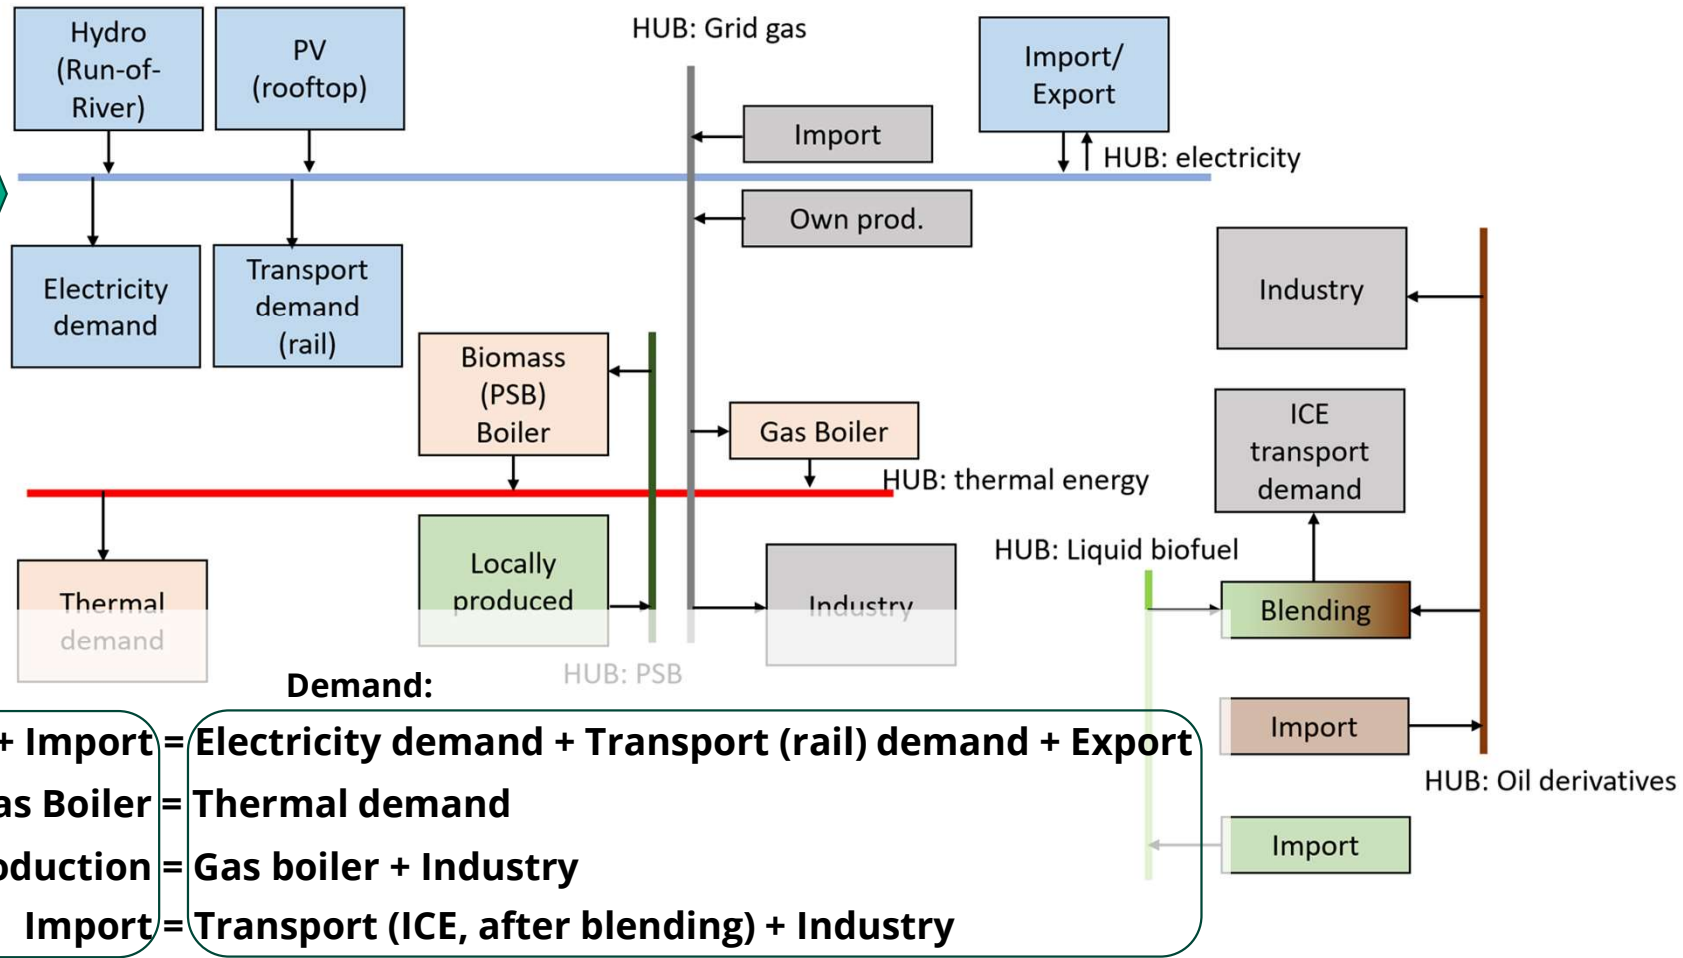 Hydro
(Run-of-
River)
PV
(rooftop)
HUB: Grid gas
Import
Import/
Export
HUB: electricity
Own prod.
Electricity
demand
Transport
demand
(rail)
Industry
Biomass
(PSB)
Boiler
Gas Boiler
ICE
transport
demand
HUB: thermal energy
Locally
produced
HUB: Liquid biofuel
Thermal
demand
Industry
Blending
HUB: PSB
Import
HUB: Oil derivatives
Import
Demand:
+ Import = Electricity demand + Transport (rail) demand + Export
Boiler = Thermal demand
= Gas boiler + Industry
Import = Transport (ICE, after blending) + Industry